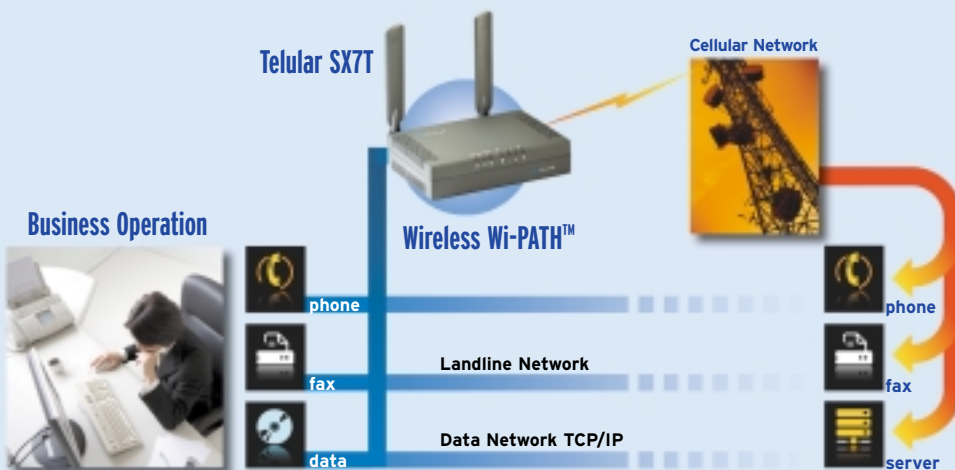 Telular SX7T
Cellular Network
Business Operation
Wireless Wi-PATH™
phone
phone
Landline Network
fax
fax
Data Network TCP/IP
data
server